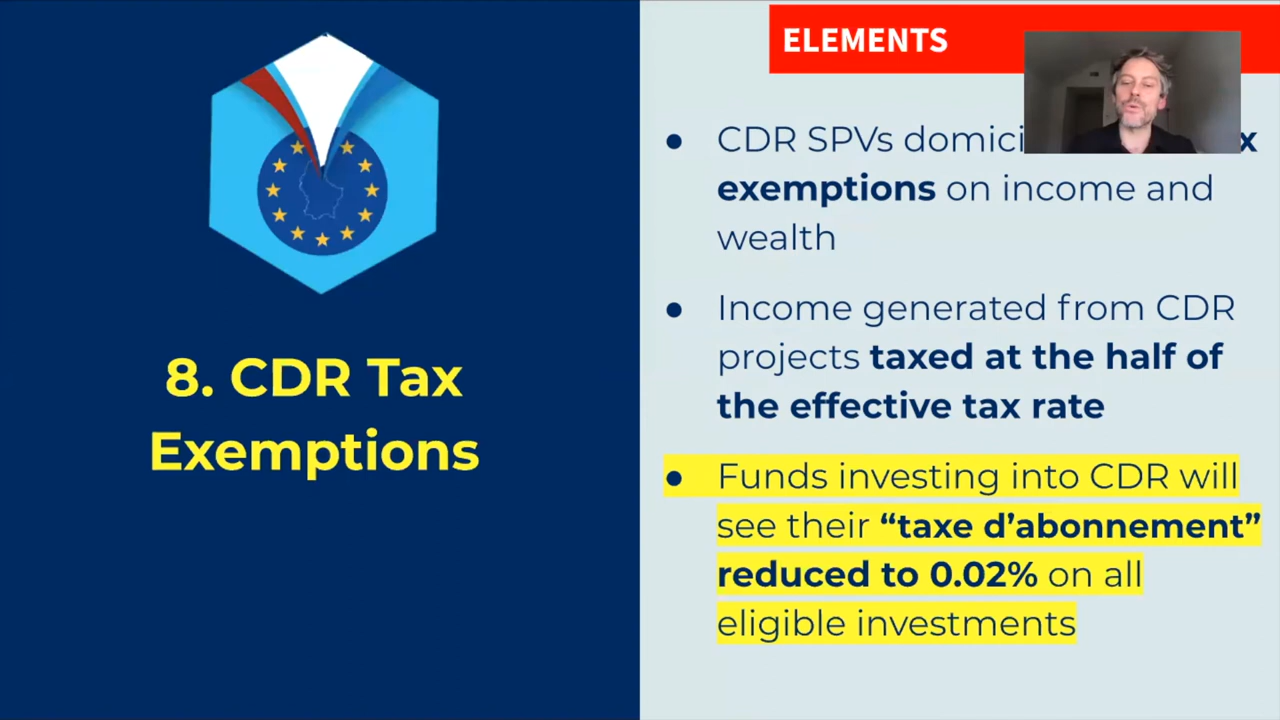 ELEMENTS
8. CDR Tax
Exemptions
● CDR SPVs
exemptions on income and
wealth
● Income generated from CDR
projects taxed at the half of
the effective tax rate
● Funds investing into CDR will
see their “taxe d’abonnement”
reduced to 0.02% on all
eligible investments